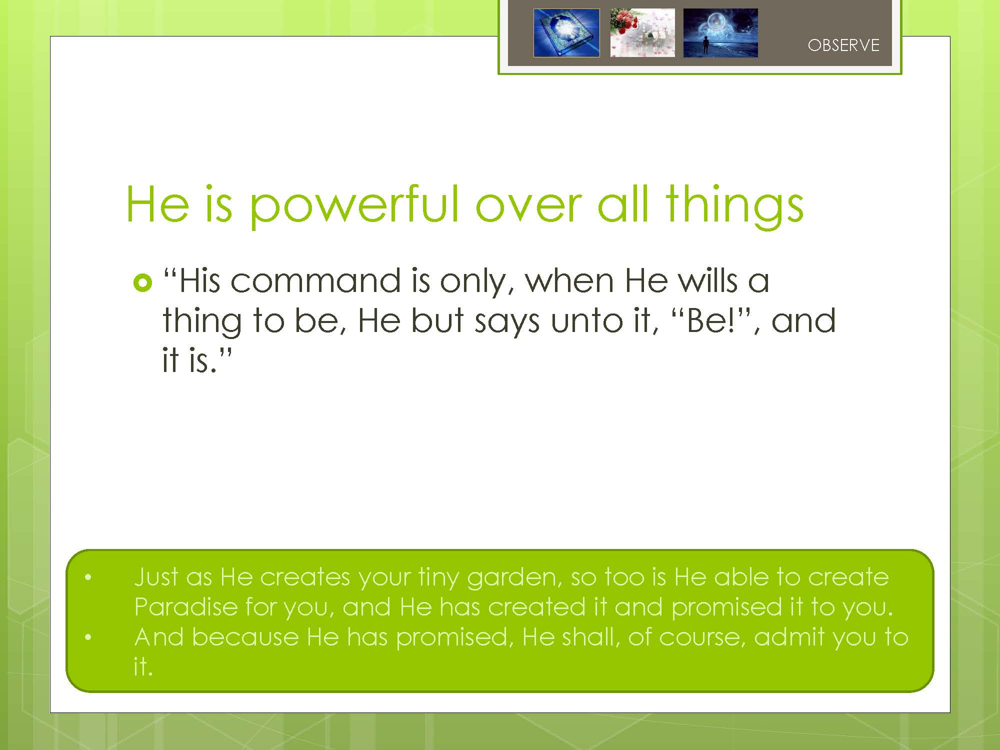 OBSERVE
He is powerful over all things
“His command is only, when He wills a
thing to be, He but says unto it, “Be!”, and
it is.”
• Just as He creates your tiny garden, so too is He able to create
Paradise for you, and He has created it and promised it to you.
• And because He has promised, He shall, of course, admit you to
it.